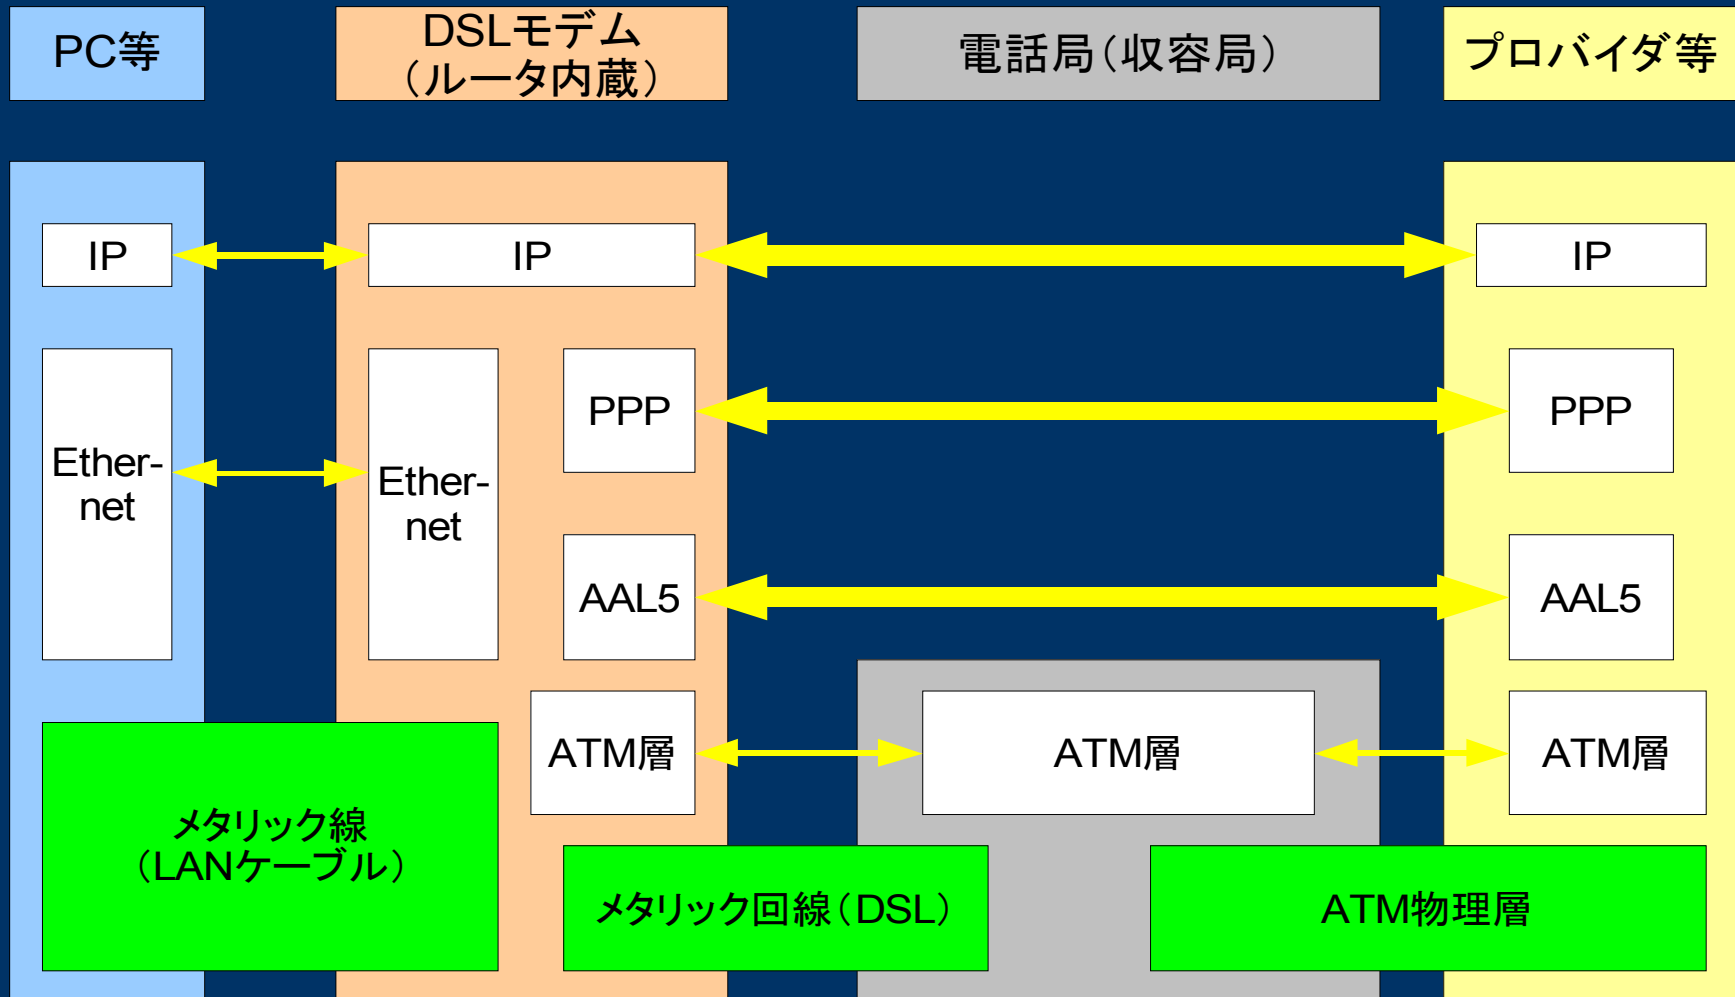 PC等
DSLモデム
（ルータ内蔵）
電話局（収容局）
プロバイダ等
IP
IP
IP
Ether-
net
Ether-
net
PPP
PPP
AAL5
AAL5
ATM層
ATM層
ATM層
メタリック線
（LANケーブル）
メタリック回線（DSL）
ATM物理層